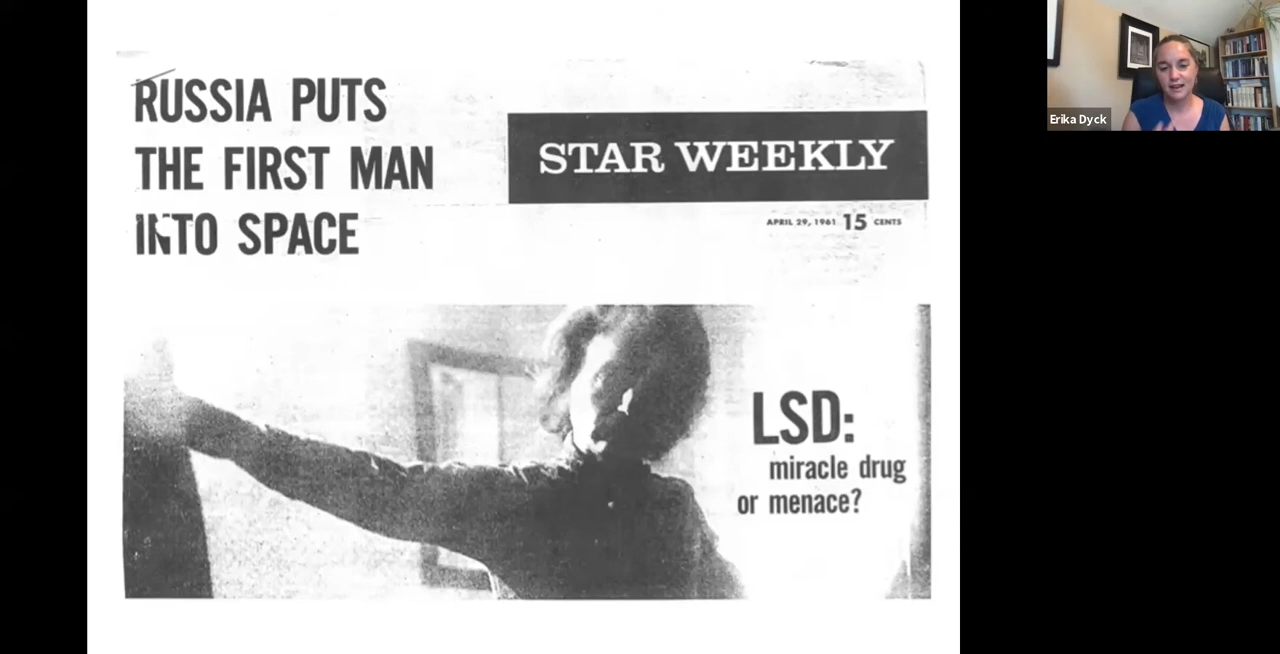 RUSSIA PUTS
THE FIRST MAN
INTO SPACE
STAR WEEKLY
APRIL 29, 1961 15 CENTS
LSD:
miracle drug
or menace?
Erika Dyck